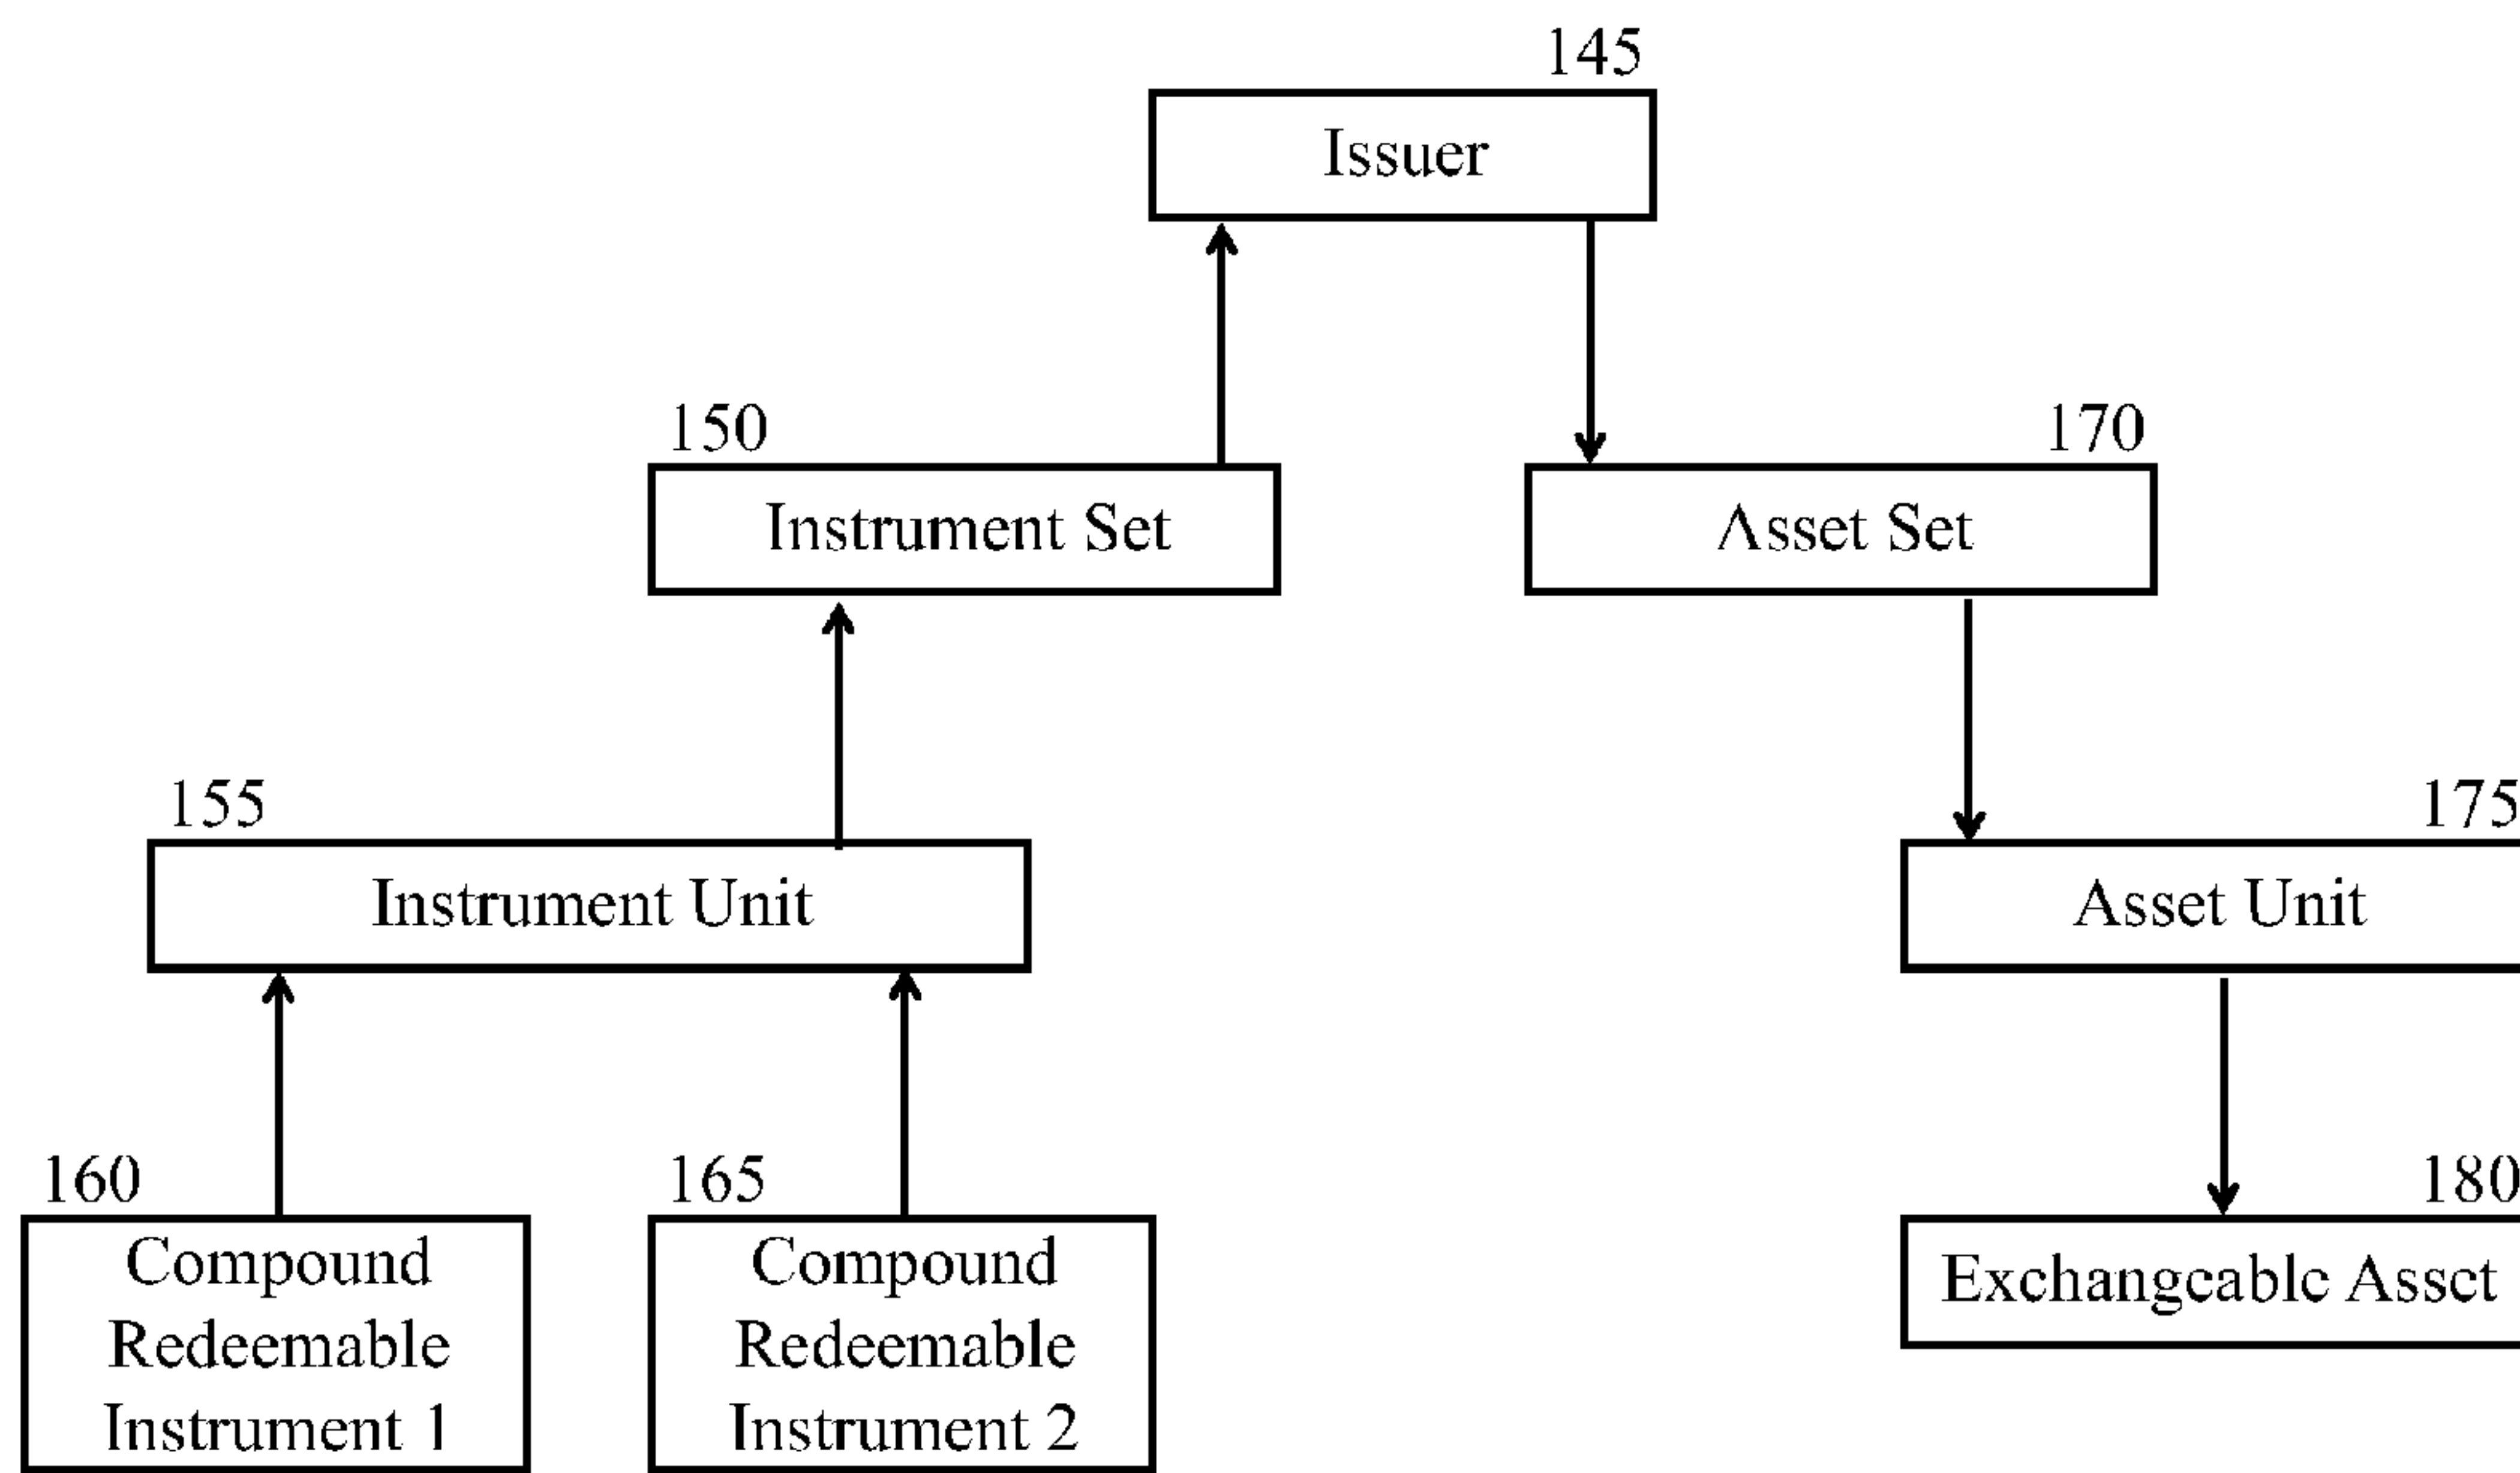 145
Issuer
150
170
Instrument Set
Asset Set
155
175
Instrument Unit
Asset Unit
160
165
180
Compound
Redeemable
Instrument 1
Compound
Redeemable
Instrument 2
Exchangeable Asset